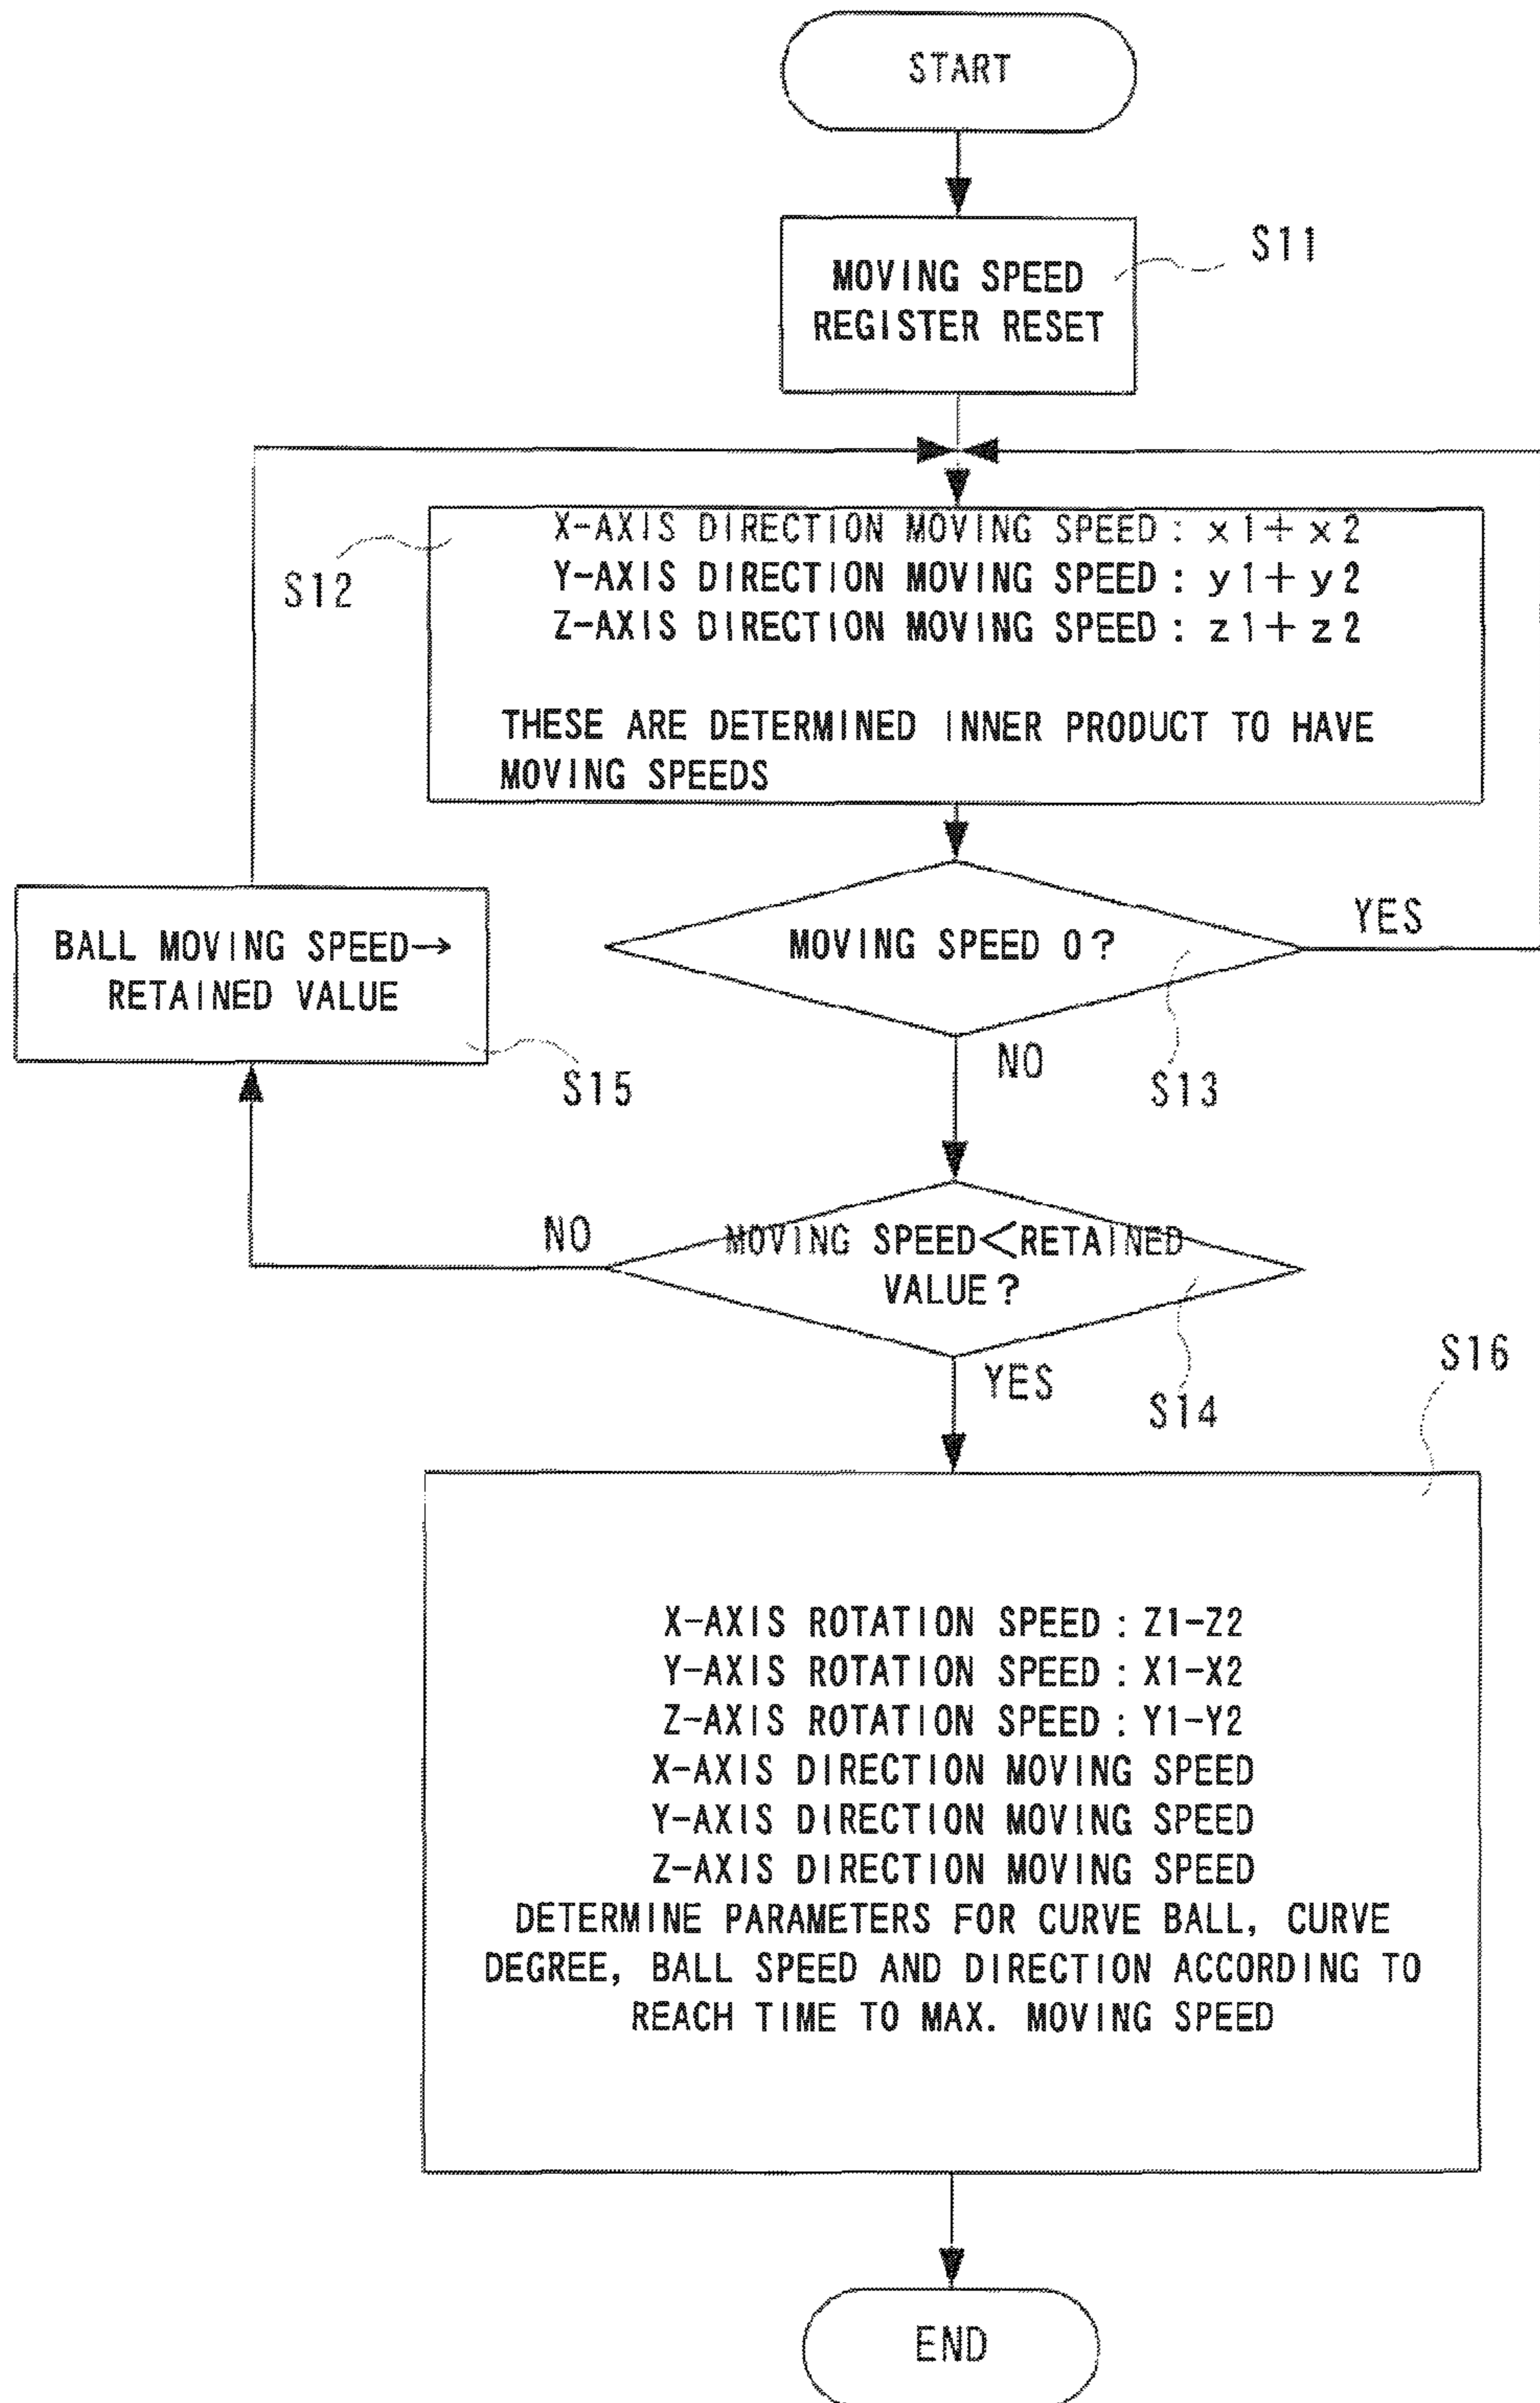 START
MOVING SPEED
REGISTER RESET
S11
X-AXIS DIRECTION MOVING SPEED: x1+x2
Y-AXIS DIRECTION MOVING SPEED: y1+y2
Z-AXIS DIRECTION MOVING SPEED: z1+z2
THESE ARE DETERMINED INNER PRODUCT TO HAVE
MOVING SPEEDS
S12
MOVING SPEED 0?
YES
NO
S13
BALL MOVING SPEED→
RETAINED VALUE
S15
MOVING SPEED<RETAINED
VALUE?
NO
YES
S14
S16
X-AXIS ROTATION SPEED: Z1-Z2
Y-AXIS ROTATION SPEED: X1-X2
Z-AXIS ROTATION SPEED: Y1-Y2
X-AXIS DIRECTION MOVING SPEED
Y-AXIS DIRECTION MOVING SPEED
Z-AXIS DIRECTION MOVING SPEED
DETERMINE PARAMETERS FOR CURVE BALL, CURVE
DEGREE, BALL SPEED AND DIRECTION ACCORDING TO
REACH TIME TO MAX. MOVING SPEED
END